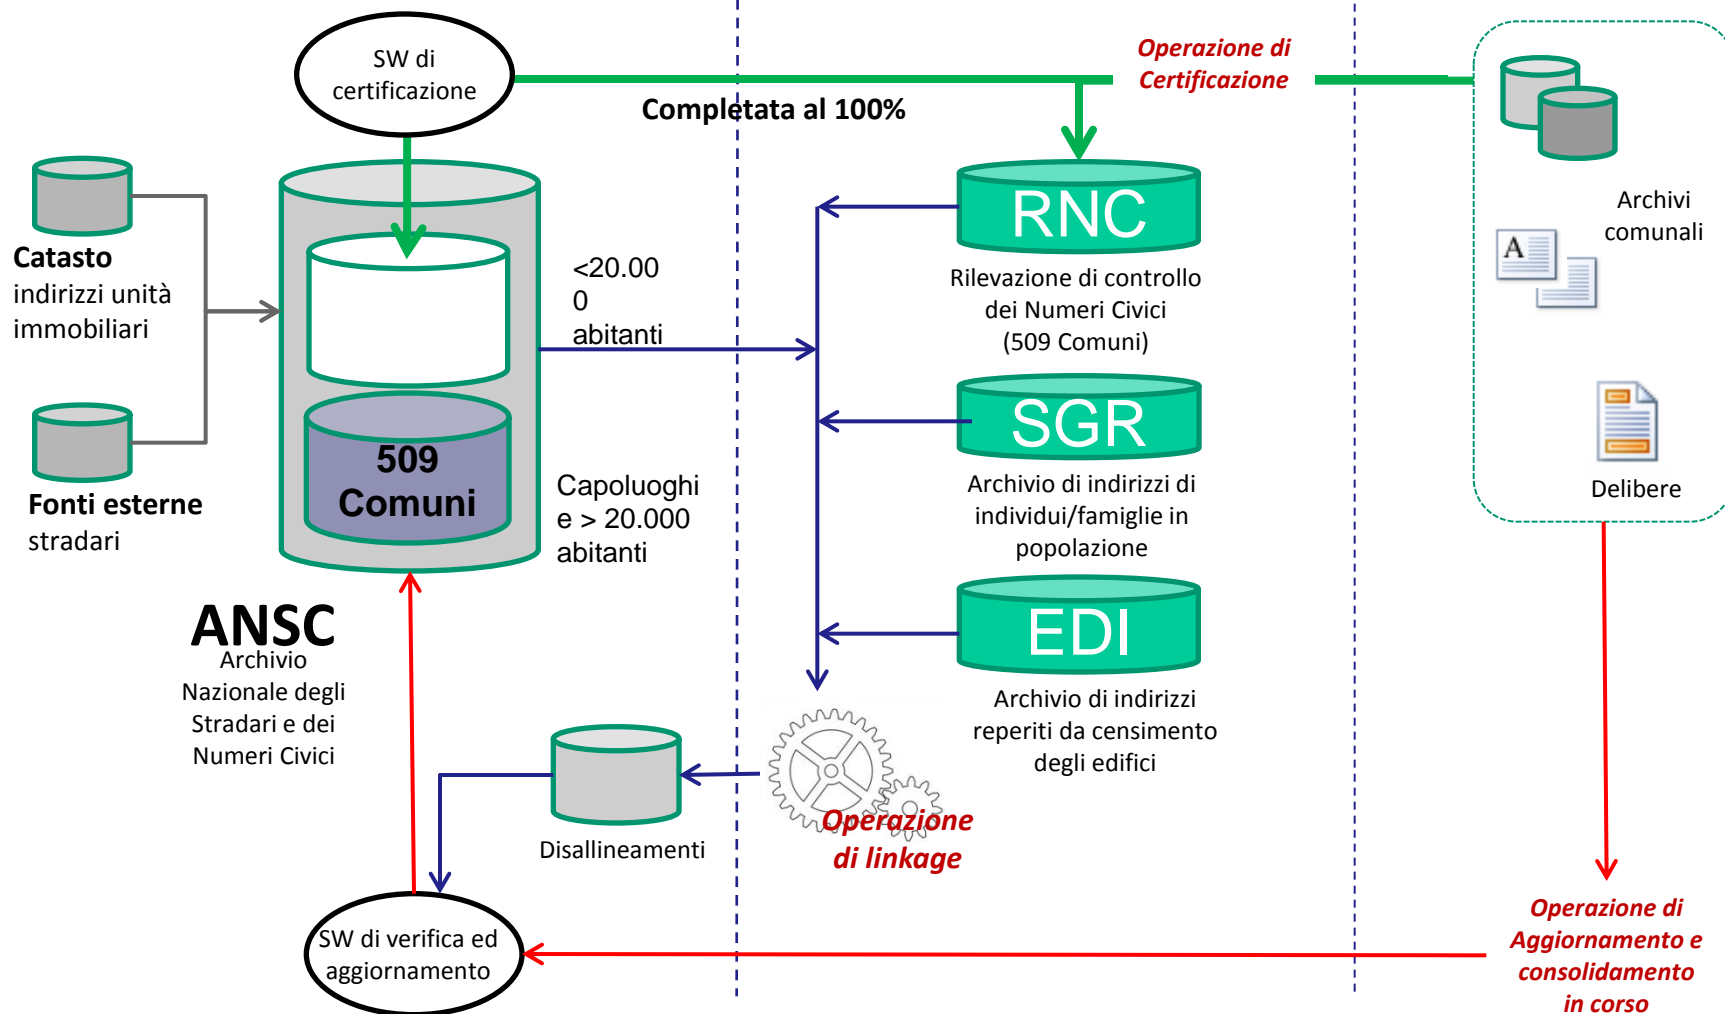 SW di
certificazione
Completata al 100%
Operazione di
Certificazione
Archivi
comunali
A
Delibere
Catasto
indirizzi unità
immobiliari
Fonti esterne
stradari
509
Comuni
<20.00
0
abitanti
Capoluoghi
e > 20.000
abitanti
RNC
Rilevazione di controllo
dei Numeri Civici
(509 Comuni)
SGR
Archivio di indirizzi di
individui/famiglie in
popolazione
EDI
Archivio di indirizzi
reperiti da censimento
degli edifici
ANSC
Archivio
Nazionale degli
Stradari e dei
Numeri Civici
Disallineamenti
Operazione
di linkage
SW di verifica ed
aggiornamento
Operazione di
Aggiornamento e
consolidamento
in corso